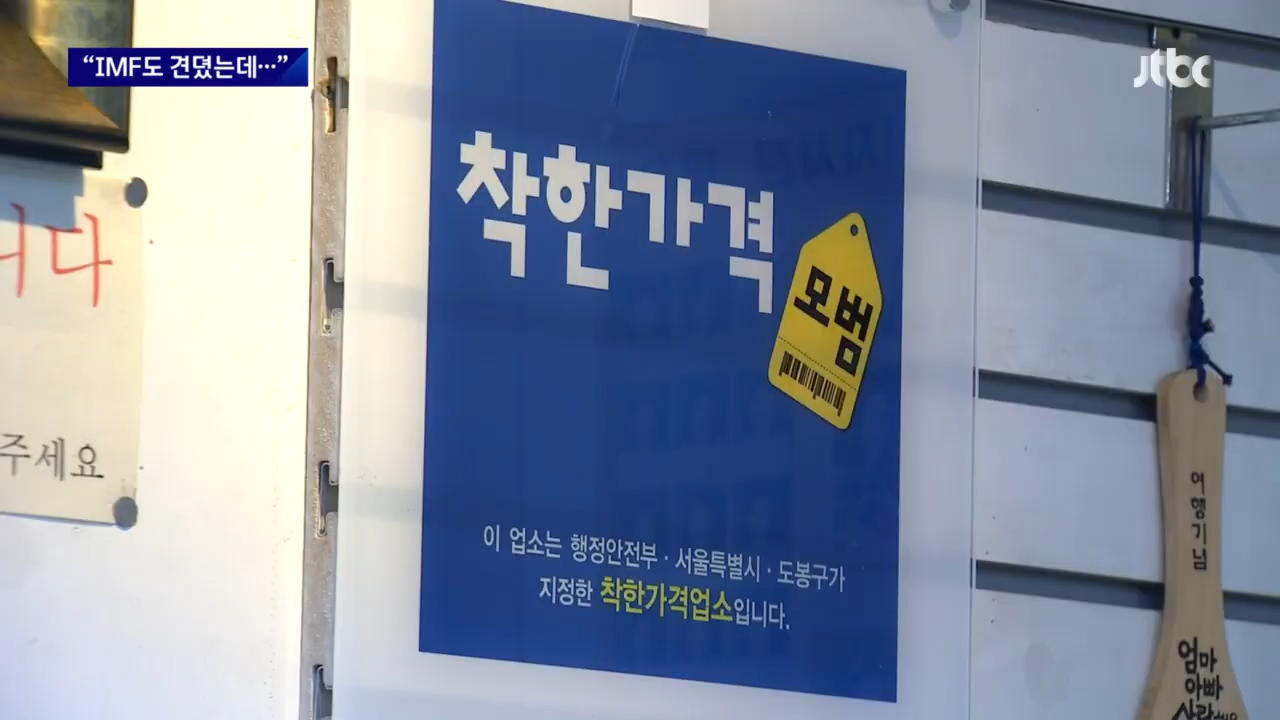 “IMF도 견뎠는데…”
jtbc
착한가격
모범
니다
주세요
이 업소는 행정안전부·서울특별시·도봉구가
지정한 착한가격업소입니다.
여행기념
엄마
아빠